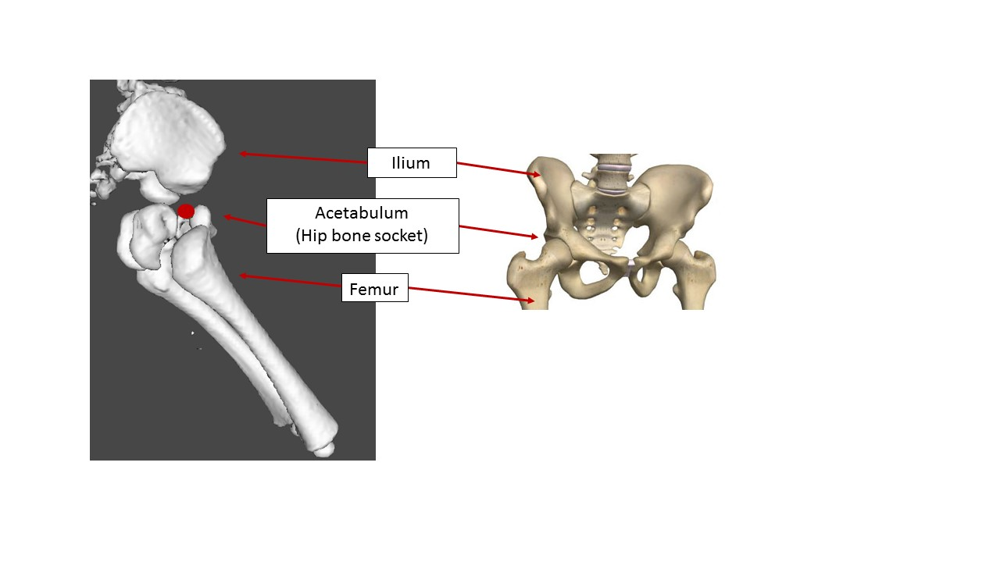 Ilium
Acetabulum
(Hip bone socket)
Femur